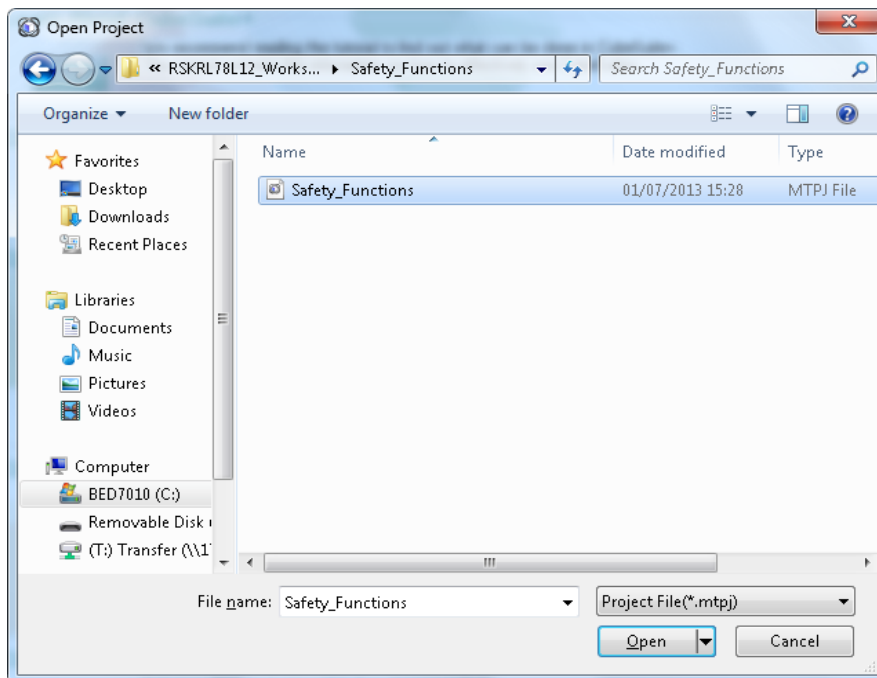 Open Project
« RSKRL78L12_Works... Safety_Functions
Search Safety_Functions
Organize
New folder
Name
Date modified
Type
Safety_Functions
01/07/2013 15:28
MTPJ File
Favorites
Desktop
Downloads
Recent Places
Libraries
Documents
Music
Pictures
Videos
Computer
BED7010 (C:)
Removable Disk
(T:) Transfer (\\1
File name: Safety_Functions
Project File(*.mtpj)
Open
Cancel